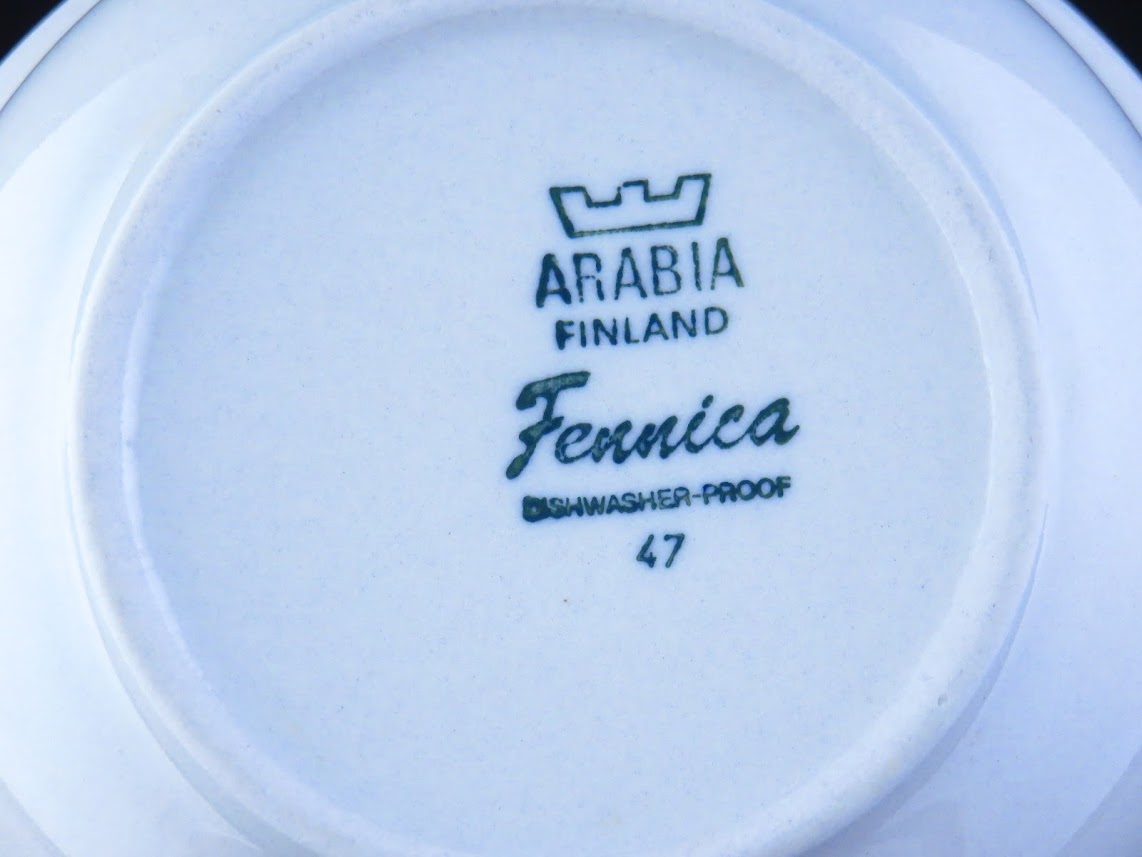 ARABIA
FINLAND
Fennica
DISHWASHER-PROOF
47